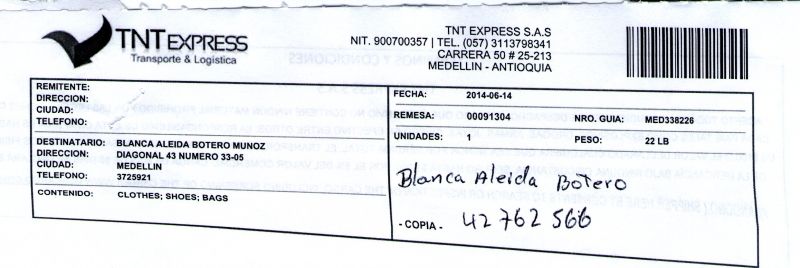 TNT EXPRESS
Transporte & Logistica
TNT EXPRESS S.A.S
NIT. 900700357 | TEL. (057) 3113798341
CARRERA 50 # 25-213
MEDELLIN - ANTIOQUIA
REMITENTE:
DIRECCION:
CIUDAD:
TELEFONO:
DESTINATARIO: BLANCA ALEIDA BOTERO MUNOZ
DIRECCION: DIAGONAL 43 NUMERO 33-05
CIUDAD: MEDELLIN
TELEFONO: 3725921
CONTENIDO: CLOTHES; SHOES; BAGS
FECHA: 2014-06-14
REMESA: 00091304 NRO. GUIA: MED338226
UNIDADES: 1 PESO: 22 LB
Blanca Aleida Botero
- COPIA - 42 762 566